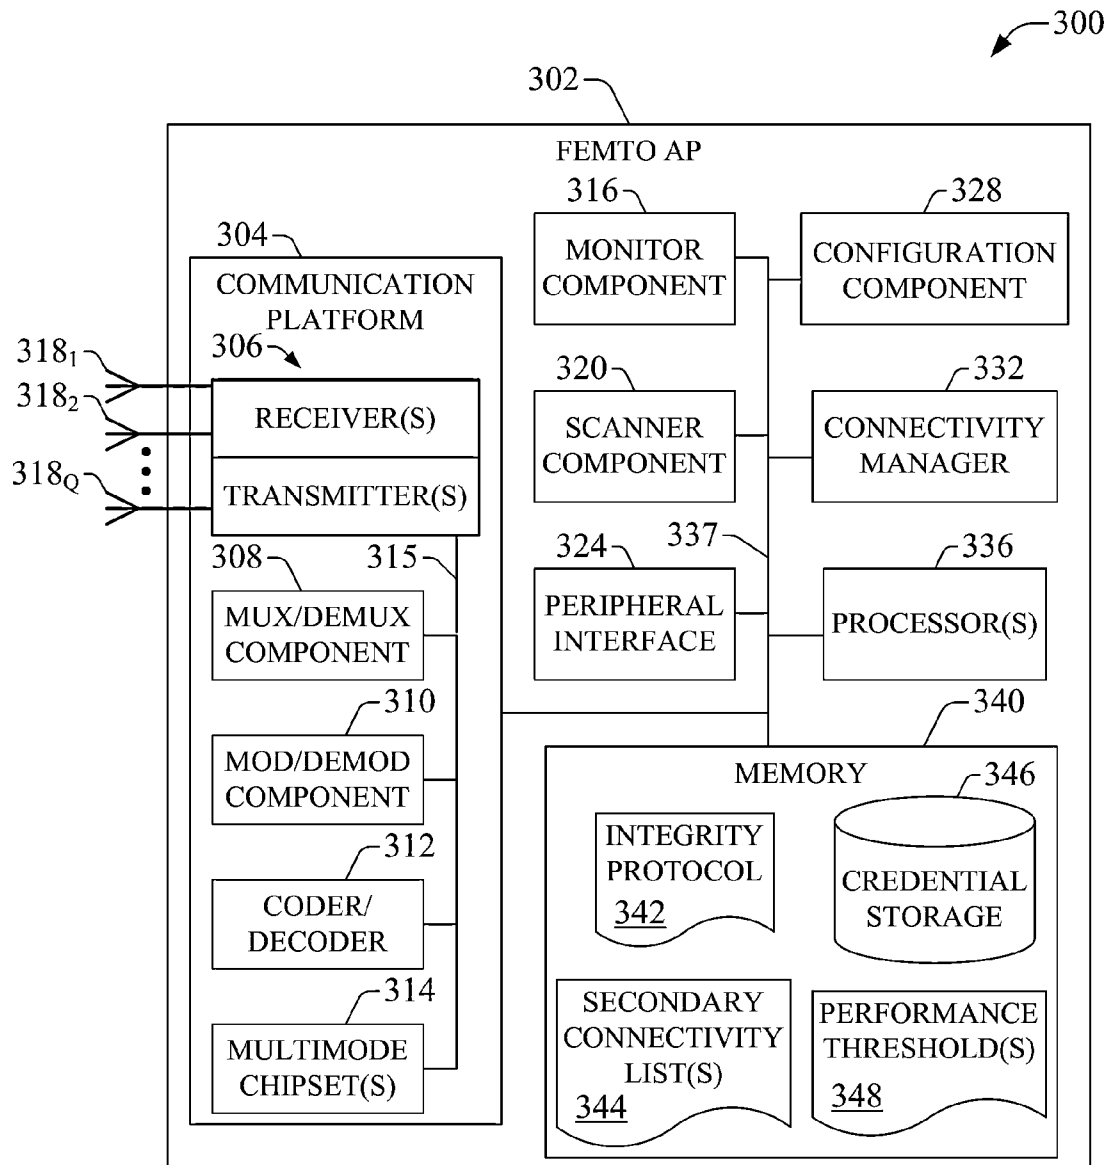 300
302
FEMTO AP
304
COMMUNICATION
PLATFORM
306
318₁
318₂
318Q
RECEIVER(S)
TRANSMITTER(S)
315
308
MUX/DEMUX
COMPONENT
310
MOD/DEMOD
COMPONENT
312
CODER/
DECODER
314
MULTIMODE
CHIPSET(S)
316
MONITOR
COMPONENT
328
CONFIGURATION
COMPONENT
320
SCANNER
COMPONENT
332
CONNECTIVITY
MANAGER
324
PERIPHERAL
INTERFACE
337
336
PROCESSOR(S)
340
MEMORY
INTEGRITY
PROTOCOL
342
346
CREDENTIAL
STORAGE
SECONDARY
CONNECTIVITY
LIST(S)
344
PERFORMANCE
THRESHOLD(S)
348